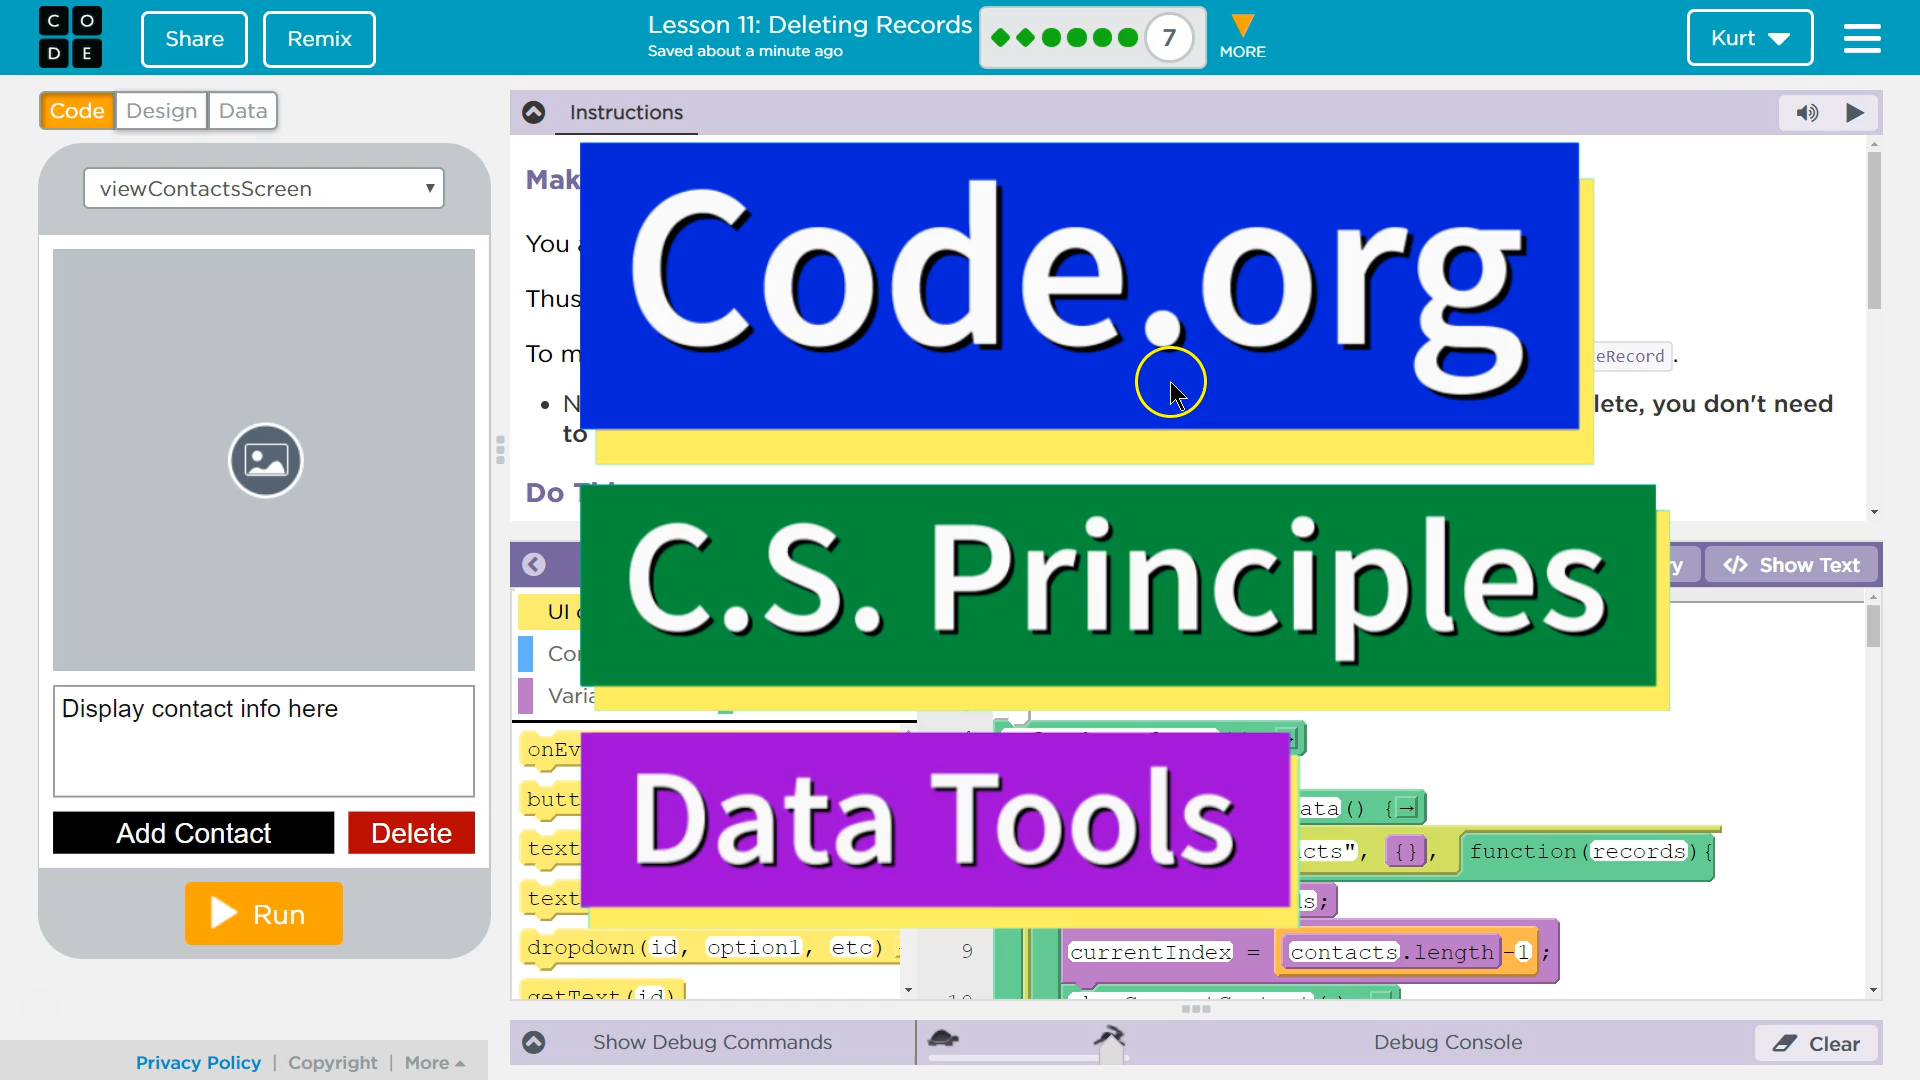 CODE
Share
Remix
Lesson 11: Deleting Records
Saved about a minute ago
7
MORE
Kurt
Code
Design
Data
Instructions
viewContactsScreen
Mak
You
Thus
To m
eRecord.
lete, you don't need
to
Do
Code.org
C.S. Principles
Data Tools
Show Text
UI
Display contact info here
Add Contact
Delete
Run
onEv
butt
text
text
dropdown(id, option1, etc)
getText(id)
ata() {
cts", {}, function(records){
s;
9
currentIndex = contacts.length-1;
10
Show Debug Commands
Debug Console
Clear
Privacy Policy | Copyright | More